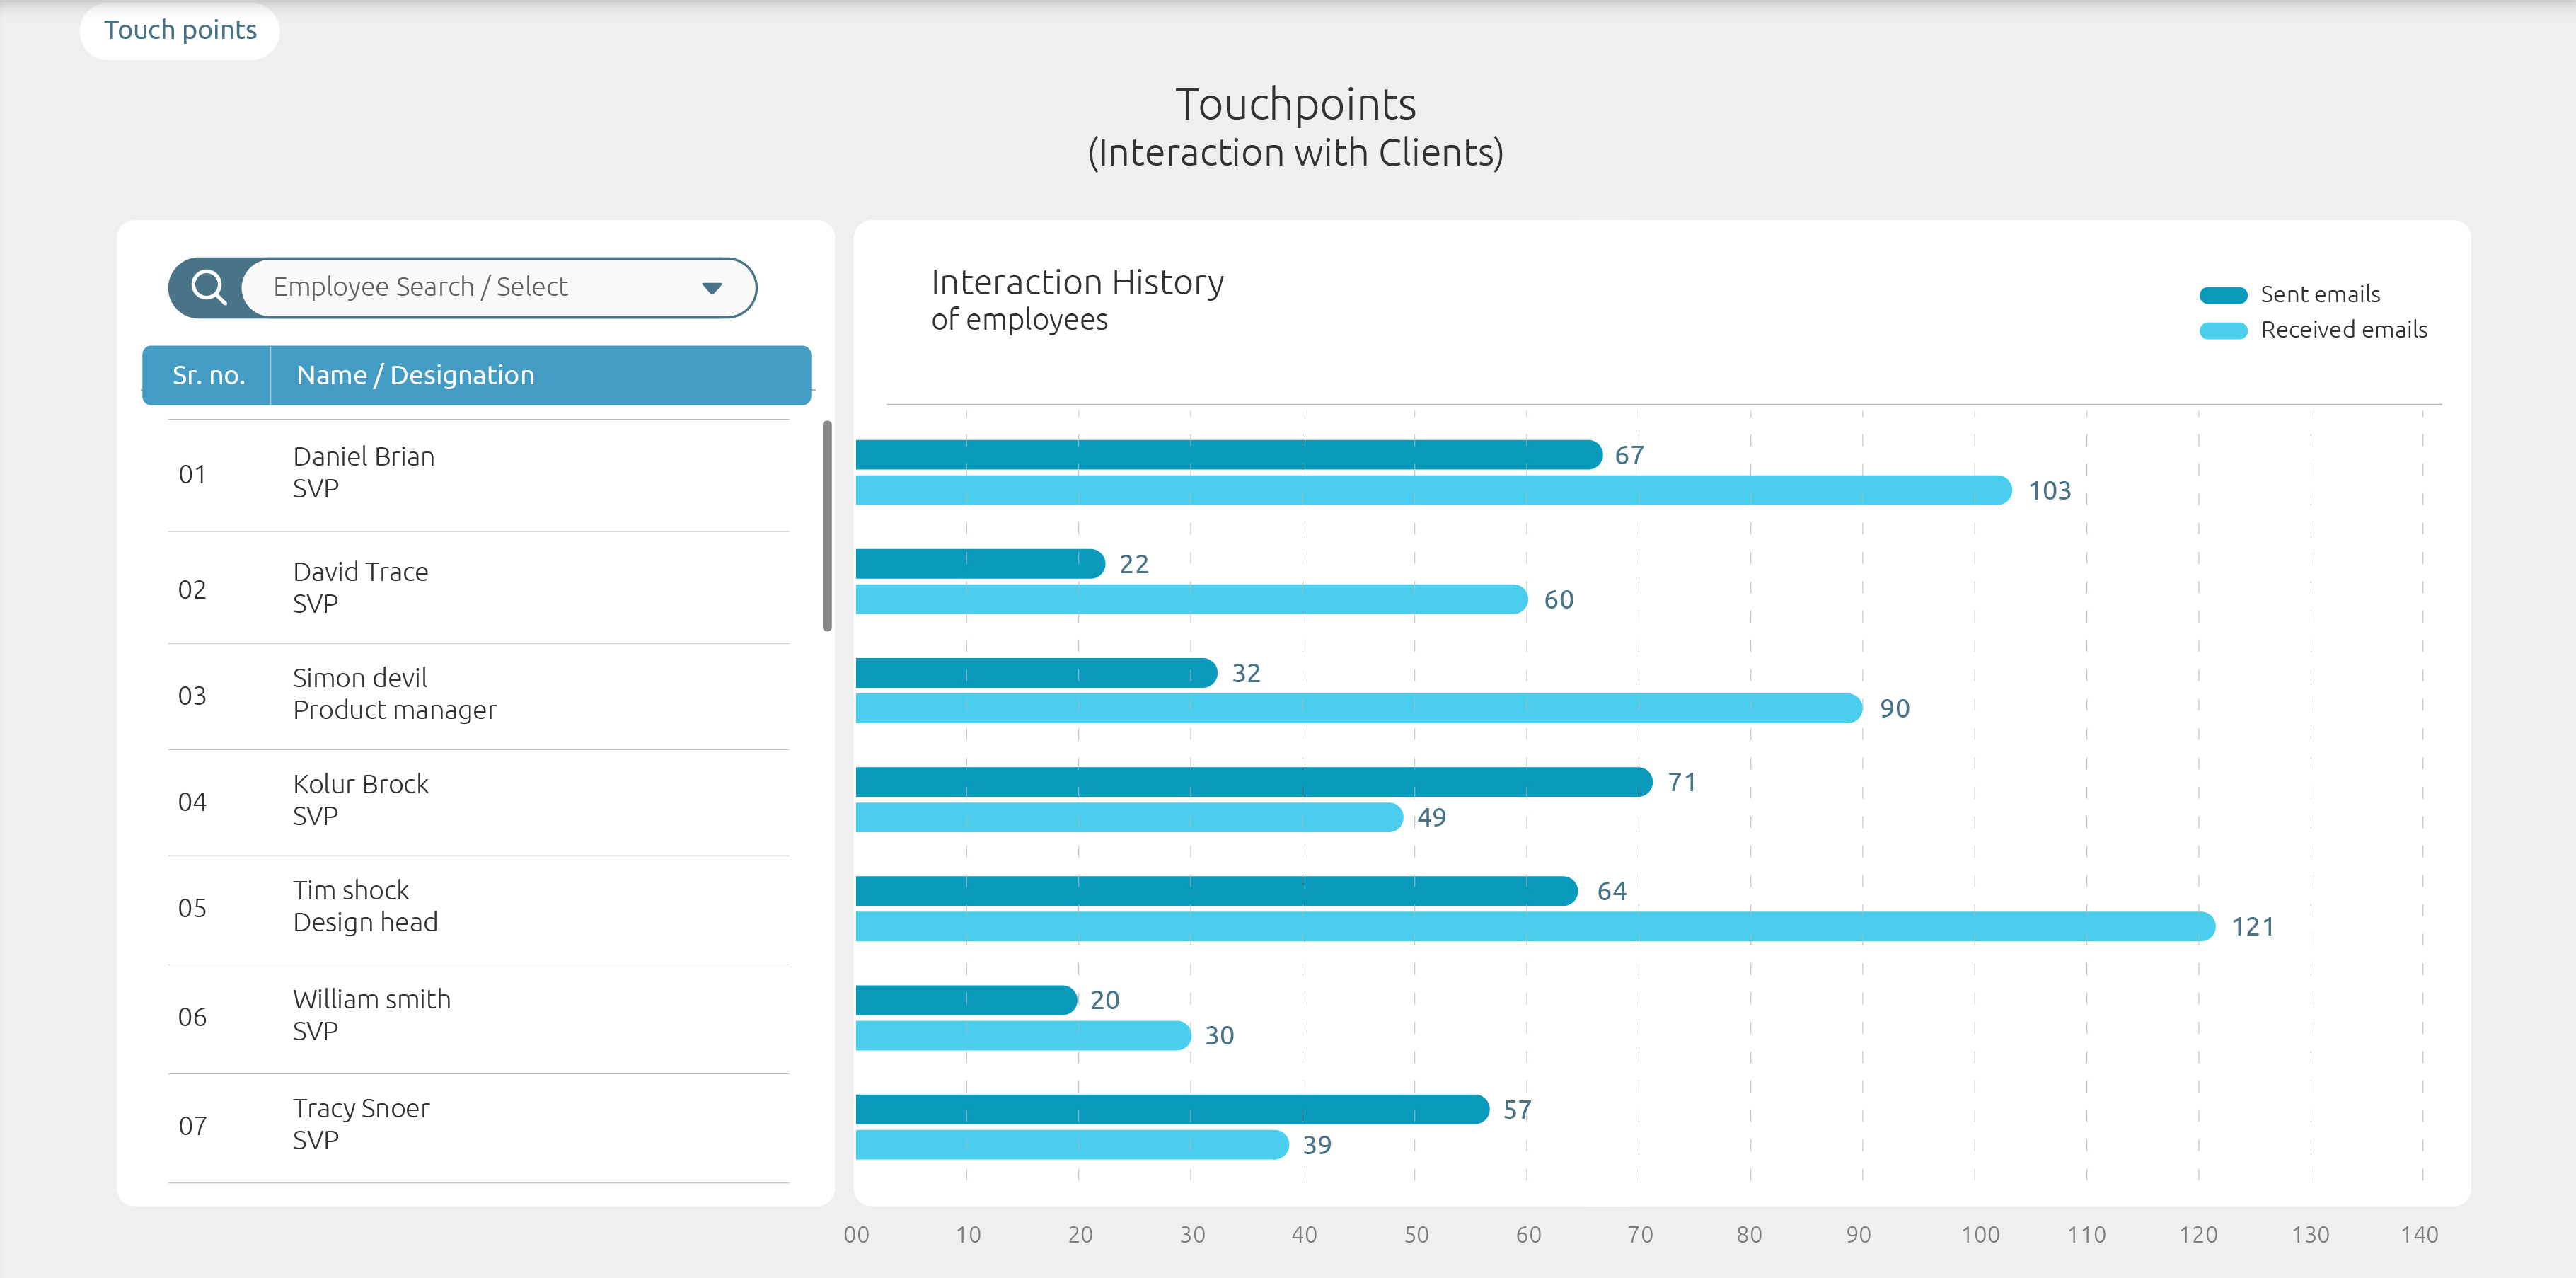 Touch points
Touchpoints
(Interaction with Clients)
Employee Search / Select
Sr. no.
Name / Designation
01
Daniel Brian
SVP
02
David Trace
SVP
03
Simon devil
Product manager
04
Kolur Brock
SVP
05
Tim shock
Design head
06
William smith
SVP
07
Tracy Snoer
SVP
Interaction History
of employees
Sent emails
Received emails
67
103
22
60
32
90
71
49
64
121
20
30
57
39
00 10 20 30 40 50 60 70 80 90 100 110 120 130 140